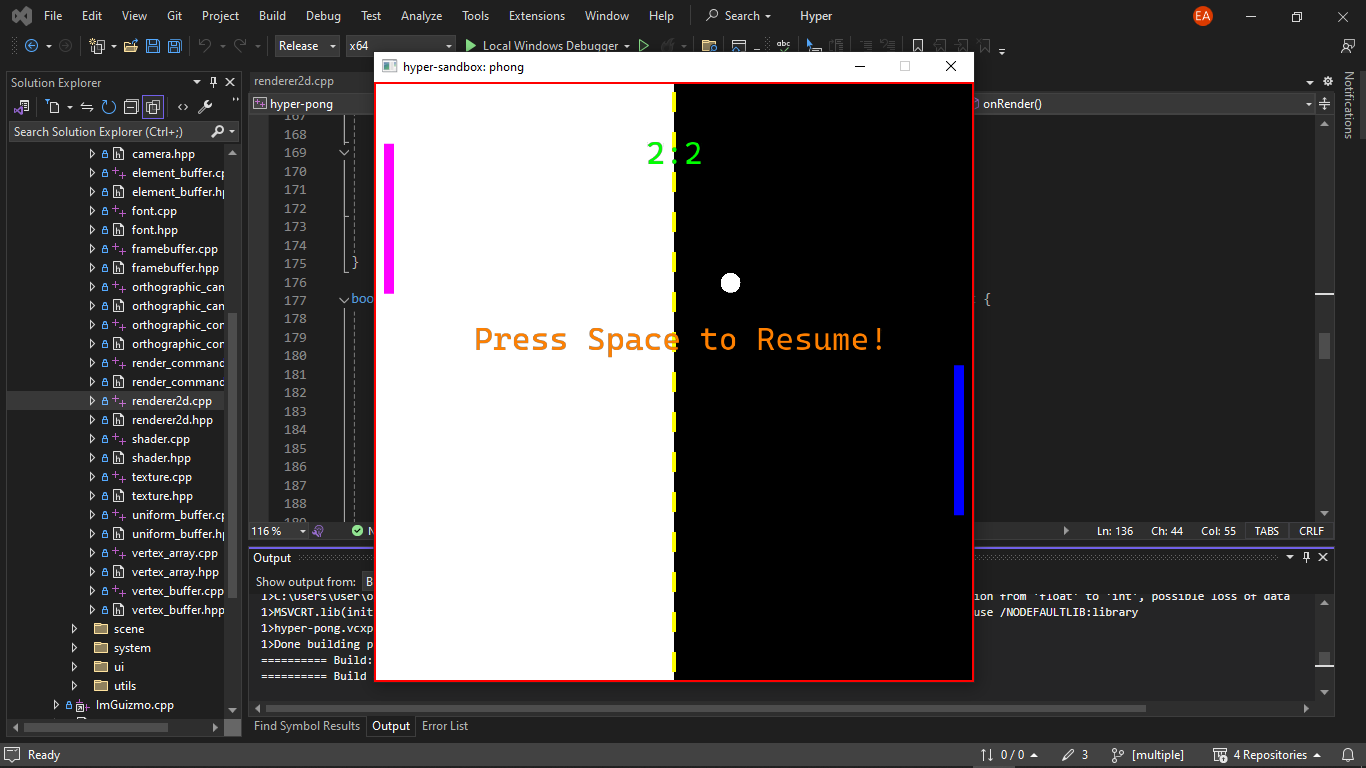 File Edit View Git Project Build Debug Test Analyze Tools Extensions Window Help Search Hyper EA
Release x64 Local Windows Debugger
Solution Explorer
Search Solution Explorer (Ctrl+;)
camera.hpp
element_buffer.cp
element_buffer.hp
font.cpp
font.hpp
framebuffer.cpp
framebuffer.hpp
orthographic_can
orthographic_can
orthographic_con
orthographic_con
render_command
render_command
renderer2d.cpp
renderer2d.hpp
shader.cpp
shader.hpp
texture.cpp
texture.hpp
uniform_buffer.cp
uniform_buffer.hp
vertex_array.cpp
vertex_array.hpp
vertex_buffer.cpp
vertex_buffer.hpp
scene
system
ui
utils
ImGuizmo.cpp
renderer2d.cpp
hyper-pong
onRender()
167
168
169
170
171
172
173
174
175 }
176
177 boo {
178
179
180
181
182
183
184
185
186
187
188
189
hyper-sandbox: phong
2:2
Press Space to Resume!
116 % N Ln: 136 Ch: 44 Col: 55 TABS CRLF
Output
Show output from: B
1>C:\Users\User\o ion from 'float' to 'int', possible loss of data
1>MSVCRT.lib(init use /NODEFAULTLIB:library
1>hyper-pong.vcxp
1>Done building p
========== Build:
========== Build
Find Symbol Results Output Error List
Notifications
Ready 0 / 0 3 [multiple] 4 Repositories